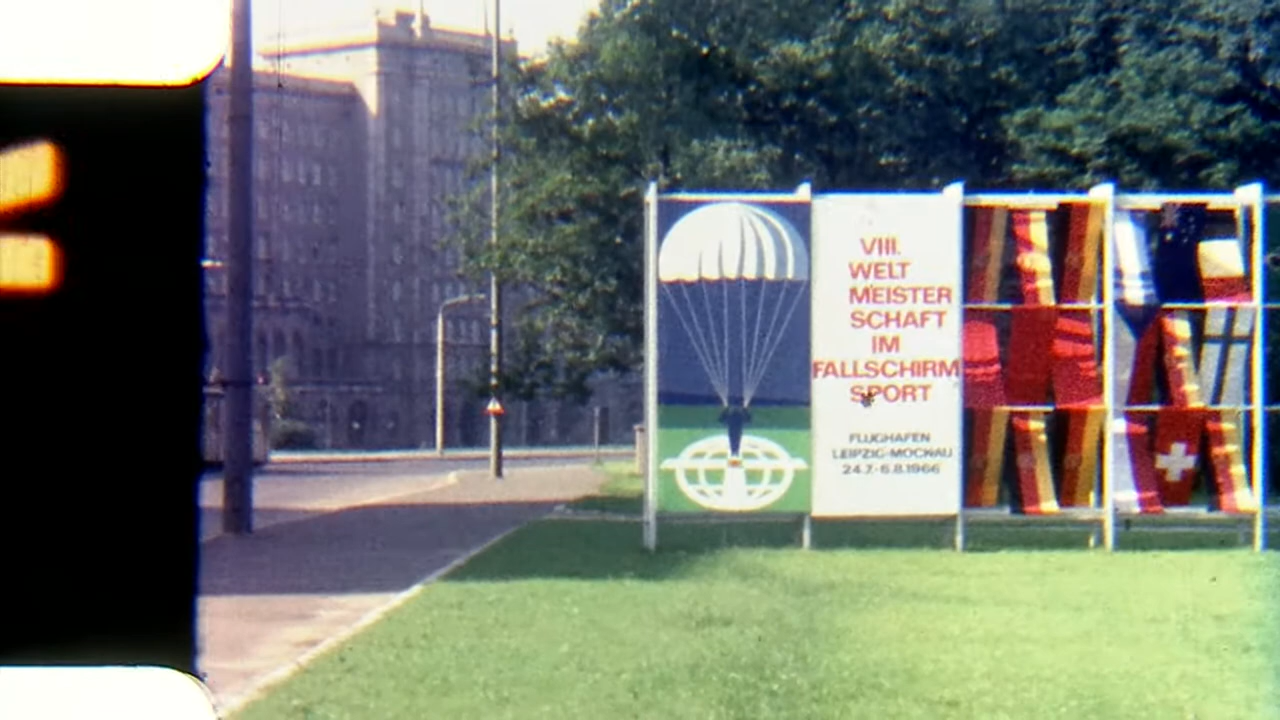 VIII.
WELT
MEISTER
SCHAFT
IM
FALLSCHIRM
SPORT
FLUGHAFEN
LEIPZIG-MOCKAU
24.7.-6.8.1966